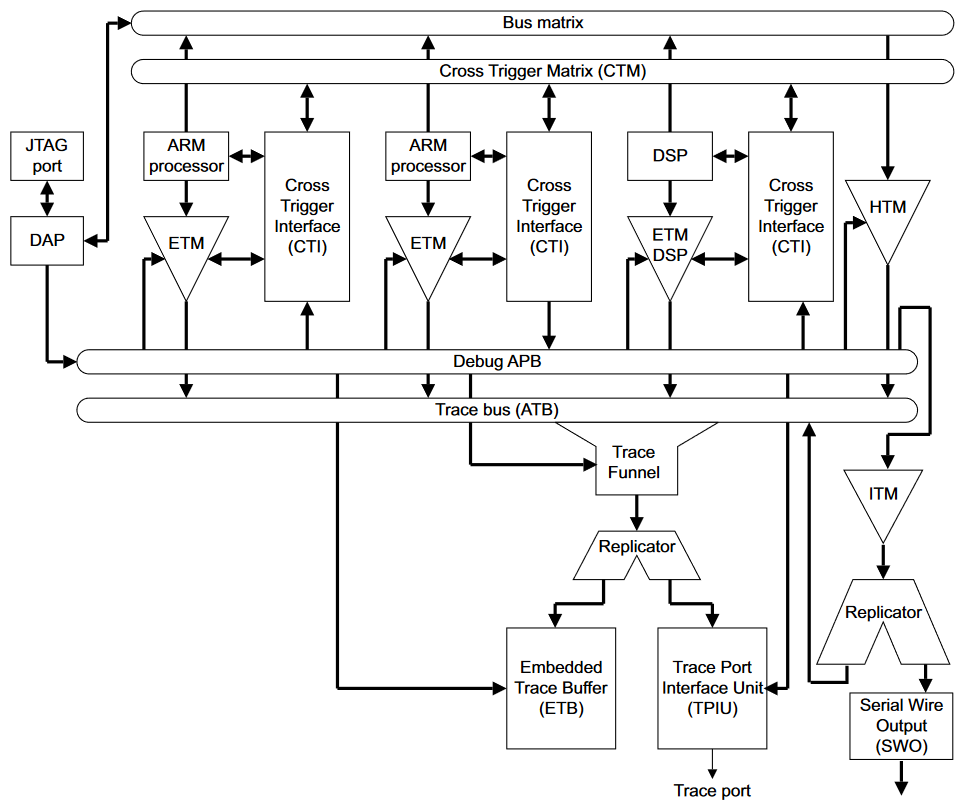 Bus matrix
Cross Trigger Matrix (CTM)
JTAG
port
ARM
processor
ARM
processor
DSP
Cross
Trigger
Interface
(CTI)
Cross
Trigger
Interface
(CTI)
Cross
Trigger
Interface
(CTI)
HTM
DAP
ETM
ETM
ETM
DSP
Debug APB
Trace bus (ATB)
Trace
Funnel
ITM
Replicator
Replicator
Embedded
Trace Buffer
(ETB)
Trace Port
Interface Unit
(TPIU)
Serial Wire
Output
(SWO)
Trace port